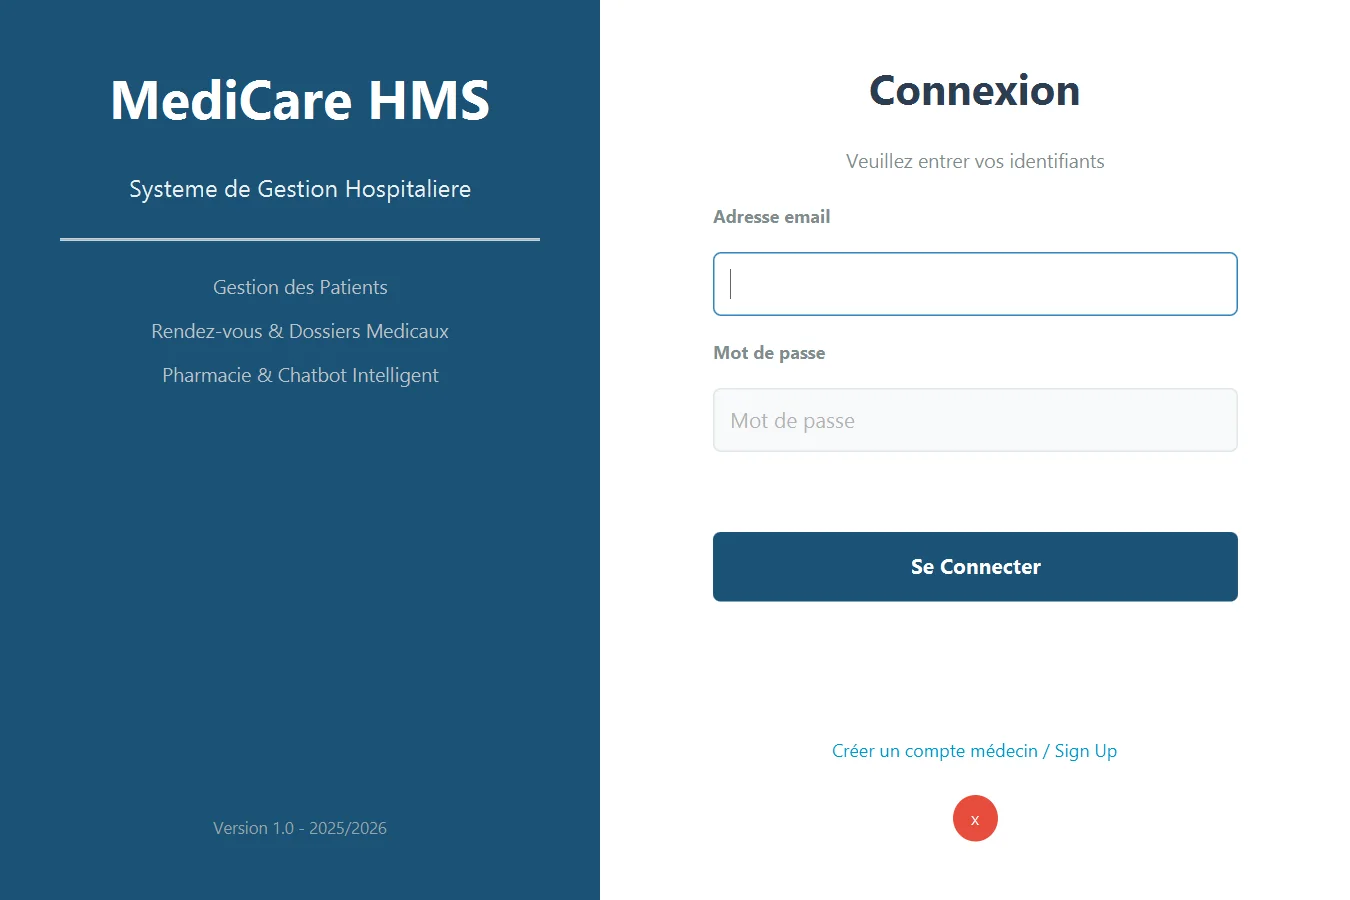 MediCare HMS
Systeme de Gestion Hospitaliere
Gestion des Patients
Rendez-vous & Dossiers Medicaux
Pharmacie & Chatbot Intelligent
Version 1.0 - 2025/2026
Connexion
Veuillez entrer vos identifiants
Adresse email
Mot de passe
Mot de passe
Se Connecter
Créer un compte médecin / Sign Up
x